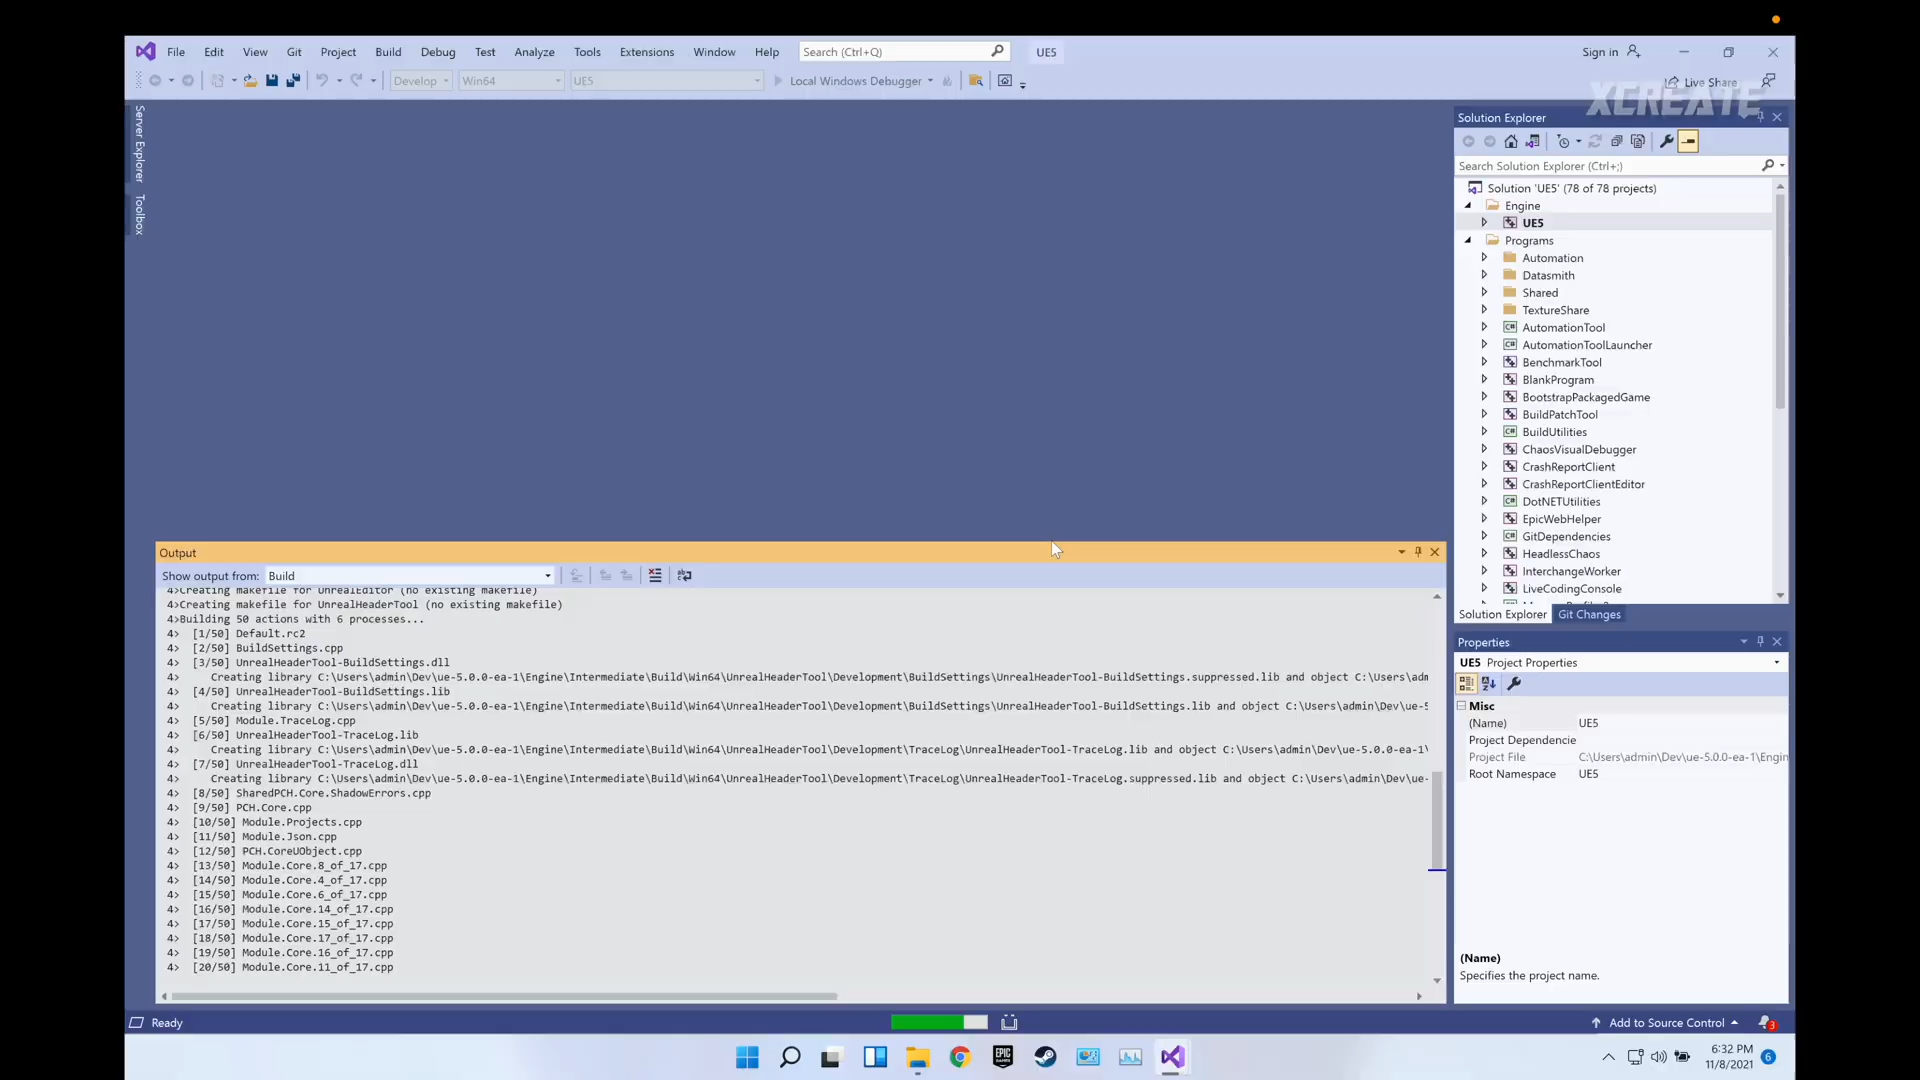 File Edit View Git Project Build Debug Test Analyze Tools Extensions Window Help Search (Ctrl+Q) UE5 Sign in
Develop Win64 UE5 Local Windows Debugger Live Share
XCREATE
Server Explorer
Toolbox
Solution Explorer
Search Solution Explorer (Ctrl+;)
Solution 'UE5' (78 of 78 projects)
Engine
UE5
Programs
Automation
Datasmith
Shared
TextureShare
AutomationTool
AutomationToolLauncher
BenchmarkTool
BlankProgram
BootstrapPackagedGame
BuildPatchTool
BuildUtilities
ChaosVisualDebugger
CrashReportClient
CrashReportClientEditor
DotNETUtilities
EpicWebHelper
GitDependencies
HeadlessChaos
InterchangeWorker
LiveCodingConsole
Solution Explorer Git Changes
Properties
UE5 Project Properties
Misc
(Name) UE5
Project Dependencie
Project File C:\Users\admin\Dev\ue-5.0.0-ea-1\Engin
Root Namespace UE5
(Name)
Specifies the project name.
Output
Show output from: Build
4>Creating makefile for UnrealEditor (no existing makefile)
4>Creating makefile for UnrealHeaderTool (no existing makefile)
4>Building 50 actions with 6 processes...
4> [1/50] Default.rc2
4> [2/50] BuildSettings.cpp
4> [3/50] UnrealHeaderTool-BuildSettings.dll
Creating library C:\Users\admin\Dev\ue-5.0.0-ea-1\Engine\Intermediate\Build\Win64\UnrealHeaderTool\Development\BuildSettings\UnrealHeaderTool-BuildSettings.suppressed.lib and object C:\Users\adm
4> [4/50] UnrealHeaderTool-BuildSettings.lib
Creating library C:\Users\admin\Dev\ue-5.0.0-ea-1\Engine\Intermediate\Build\Win64\UnrealHeaderTool\Development\BuildSettings\UnrealHeaderTool-BuildSettings.lib and object C:\Users\admin\Dev\ue-5
4> [5/50] Module.TraceLog.cpp
4> [6/50] UnrealHeaderTool-TraceLog.lib
Creating library C:\Users\admin\Dev\ue-5.0.0-ea-1\Engine\Intermediate\Build\Win64\UnrealHeaderTool\Development\TraceLog\UnrealHeaderTool-TraceLog.lib and object C:\Users\admin\Dev\ue-5.0.0-ea-1\
4> [7/50] UnrealHeaderTool-TraceLog.dll
Creating library C:\Users\admin\Dev\ue-5.0.0-ea-1\Engine\Intermediate\Build\Win64\UnrealHeaderTool\Development\TraceLog\UnrealHeaderTool-TraceLog.suppressed.lib and object C:\Users\admin\Dev\ue-
4> [8/50] SharedPCH.Core.ShadowErrors.cpp
4> [9/50] PCH.Core.cpp
4> [10/50] Module.Projects.cpp
4> [11/50] Module.Json.cpp
4> [12/50] PCH.CoreUObject.cpp
4> [13/50] Module.Core.8_of_17.cpp
4> [14/50] Module.Core.4_of_17.cpp
4> [15/50] Module.Core.6_of_17.cpp
4> [16/50] Module.Core.14_of_17.cpp
4> [17/50] Module.Core.15_of_17.cpp
4> [18/50] Module.Core.17_of_17.cpp
4> [19/50] Module.Core.16_of_17.cpp
4> [20/50] Module.Core.11_of_17.cpp
Ready Add to Source Control 3
EPIC GAMES
6:32 PM
11/8/2021 6